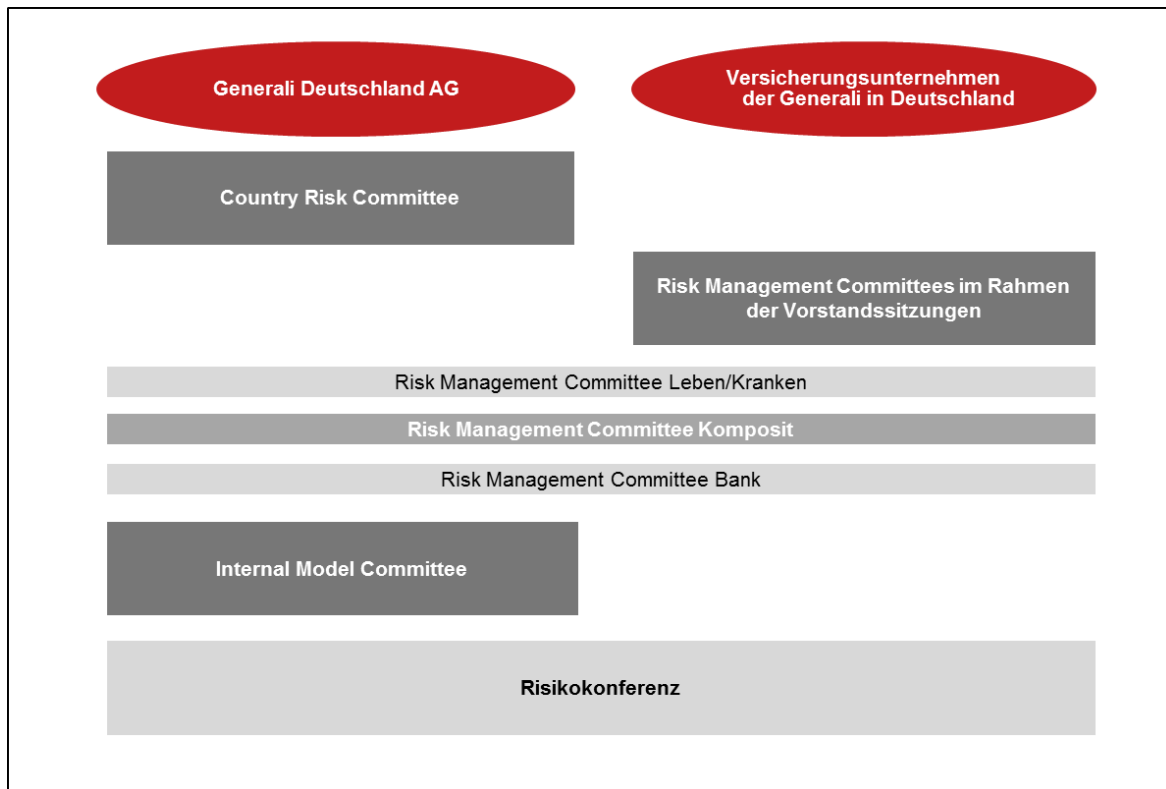 Generali Deutschland AG
Versicherungsunternehmen
der Generali in Deutschland
Country Risk Committee
Risk Management Committees im Rahmen
der Vorstandssitzungen
Risk Management Committee Leben/Kranken
Risk Management Committee Komposit
Risk Management Committee Bank
Internal Model Committee
Risikokonferenz